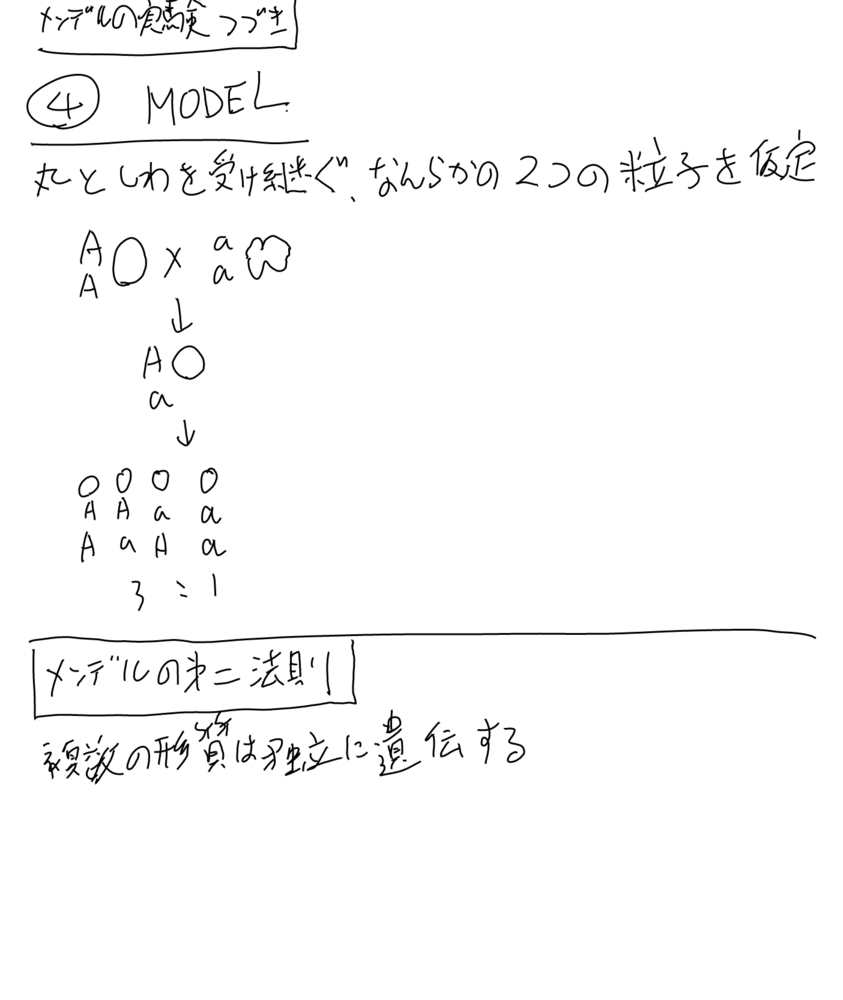 メンデルの実験つづき
④ MODEL
丸としわを受け継ぐ、なんらかの2つの粒子を仮定
A a
A × a
↓
A
a
↓
A A a a
A a A a
3 : 1
メンデルの第二法則
複数の形質は独立に遺伝する